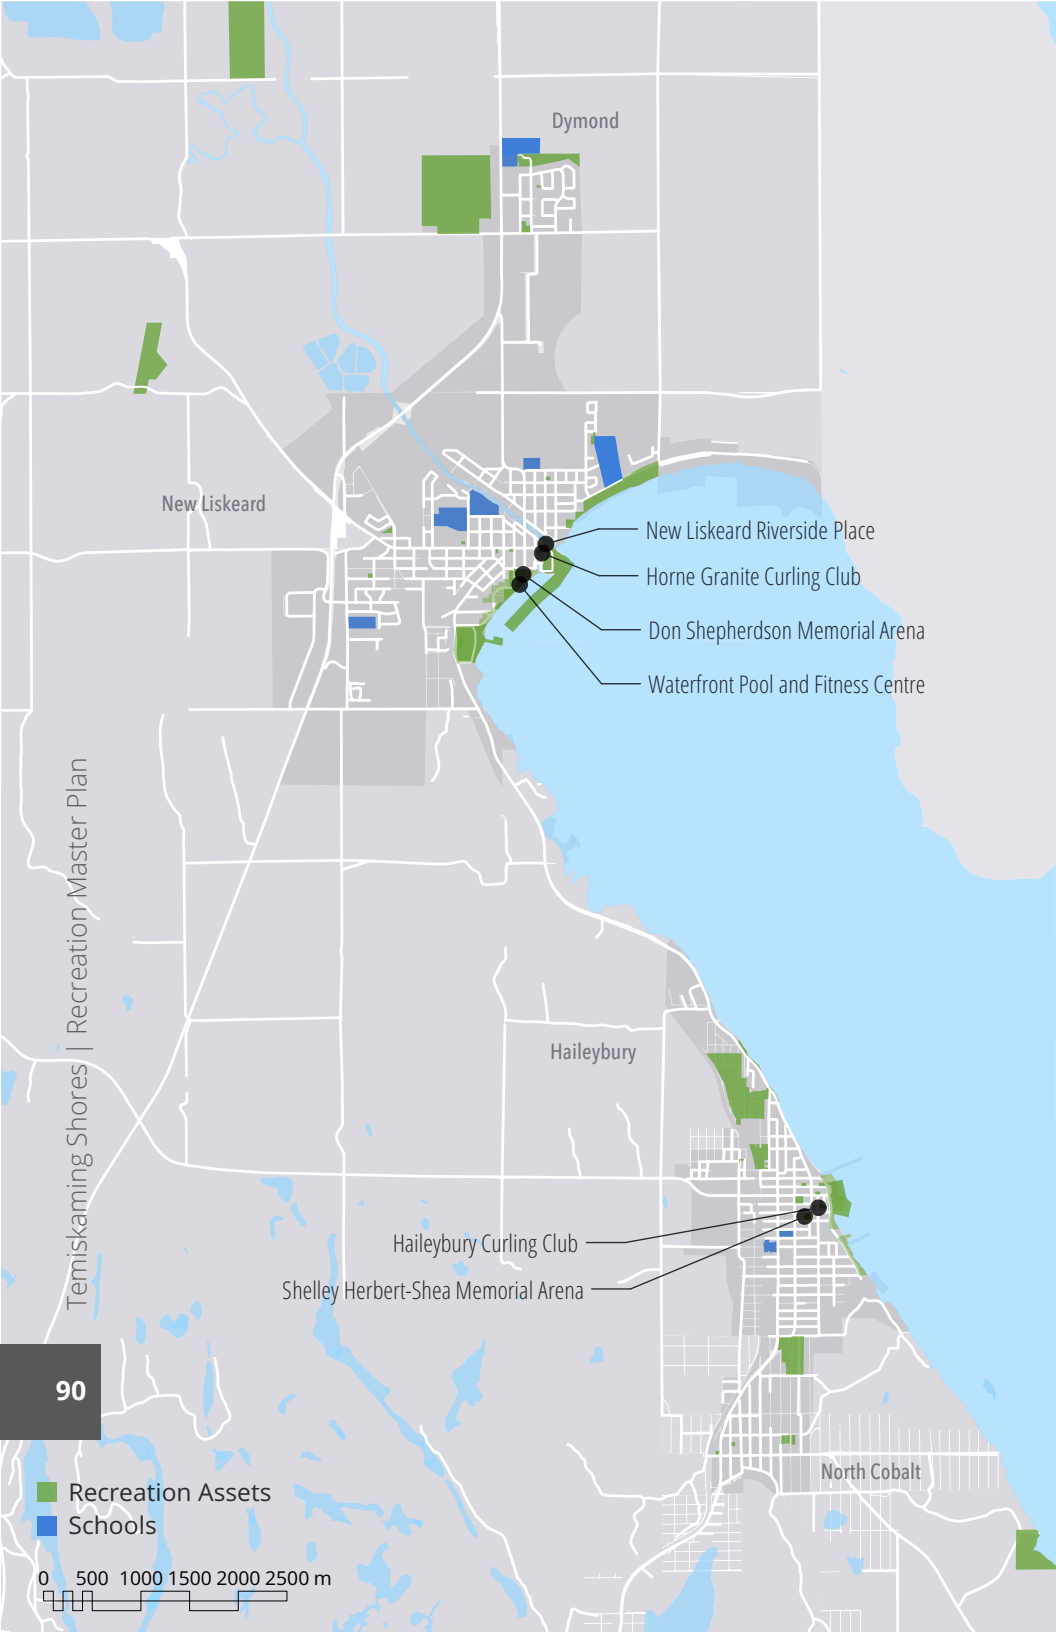 Dymond
New Liskeard
New Liskeard Riverside Place
Horne Granite Curling Club
Don Shepherdson Memorial Arena
Waterfront Pool and Fitness Centre
Temiskaming Shores | Recreation Master Plan
Haileybury
Haileybury Curling Club
Shelley Herbert-Shea Memorial Arena
90
North Cobalt
Recreation Assets
Schools
0 500 1000 1500 2000 2500 m